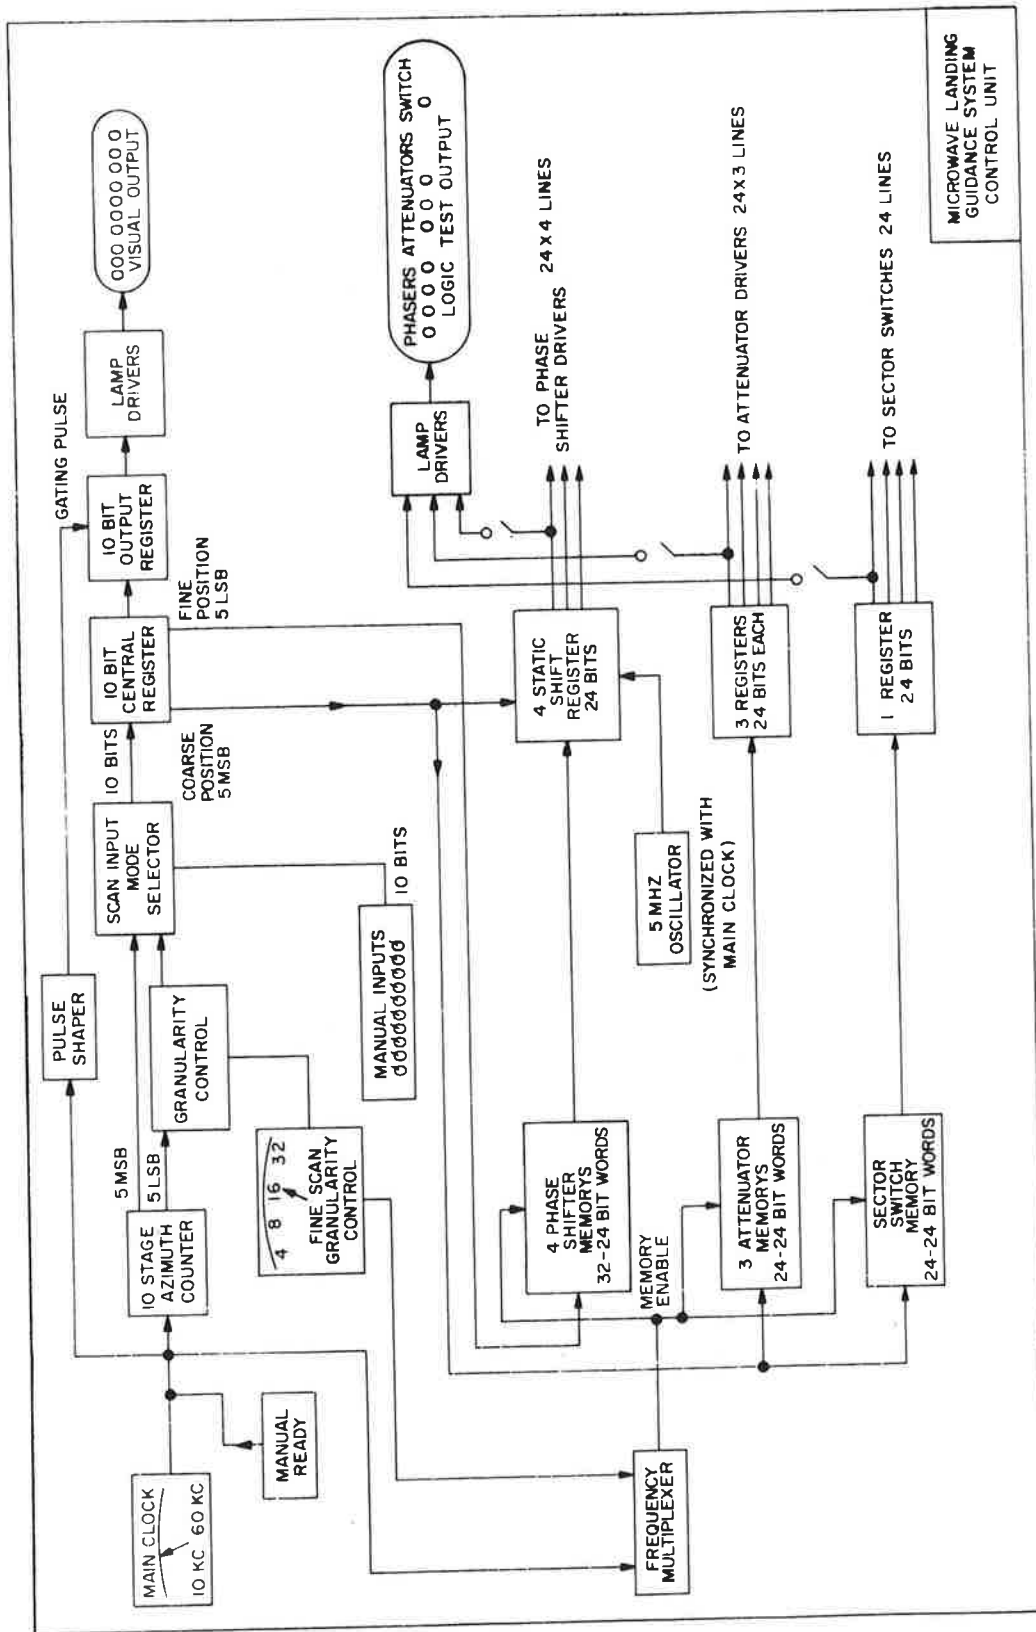 MAIN CLOCK
10 KC 60 KC
MANUAL
READY
PULSE
SHAPER
GATING PULSE
10 STAGE
AZIMUTH
COUNTER
5 MSB
5 LSB
GRANULARITY
CONTROL
4 8 16 32
FINE SCAN
GRANULARITY
CONTROL
SCAN INPUT
MODE
SELECTOR
10 BITS
MANUAL INPUTS
10 BITS
10 BIT
CENTRAL
REGISTER
COARSE
POSITION
5 MSB
FINE
POSITION
5 LSB
10 BIT
OUTPUT
REGISTER
LAMP
DRIVERS
000 0000 000
VISUAL OUTPUT
FREQUENCY
MULTIPLEXER
MEMORY
ENABLE
4 PHASE
SHIFTER
MEMORYS
32-24 BIT WORDS
4 STATIC
SHIFT
REGISTER
24 BITS
5 MHZ
OSCILLATOR
(SYNCHRONIZED WITH
MAIN CLOCK)
LAMP
DRIVERS
PHASERS ATTENUATORS SWITCH
0000 000 0
LOGIC TEST OUTPUT
TO PHASE
SHIFTER DRIVERS 24X4 LINES
3 ATTENUATOR
MEMORYS
24-24 BIT WORDS
3 REGISTERS
24 BITS EACH
TO ATTENUATOR DRIVERS 24X3 LINES
SECTOR
SWITCH
MEMORY
24-24 BIT WORDS
1 REGISTER
24 BITS
TO SECTOR SWITCHES 24 LINES
MICROWAVE LANDING
GUIDANCE SYSTEM
CONTROL UNIT